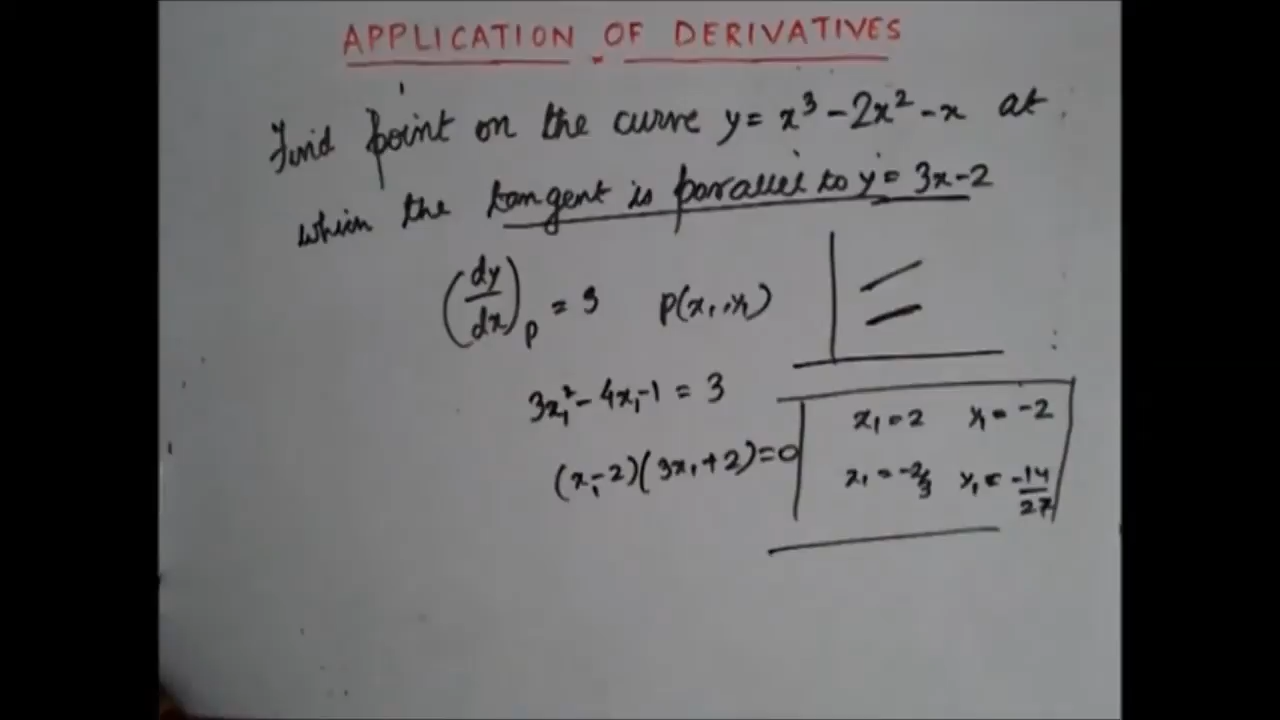 APPLICATION OF DERIVATIVES
Find point on the curve y = x³ - 2x² - x at
which the tangent is parallel to y = 3x - 2
(dy/dx)p = 3 P(x₁, y₁)
3x₁² - 4x₁ - 1 = 3
(x₁ - 2)(3x₁ + 2) = 0
x₁ = 2 y₁ = -2
x₁ = -2/3 y₁ = -14/27